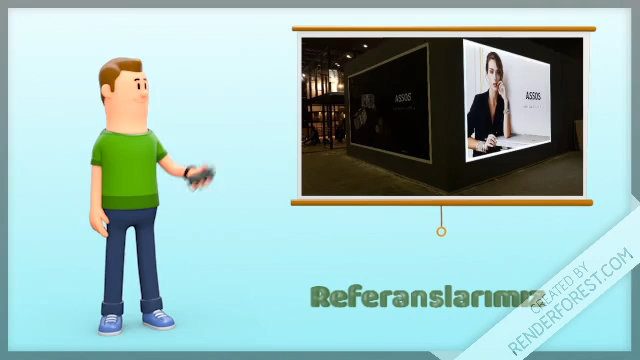 ASSOS
ASSOS
Referanslarımız
CREATED BY
RENDERFOREST.COM